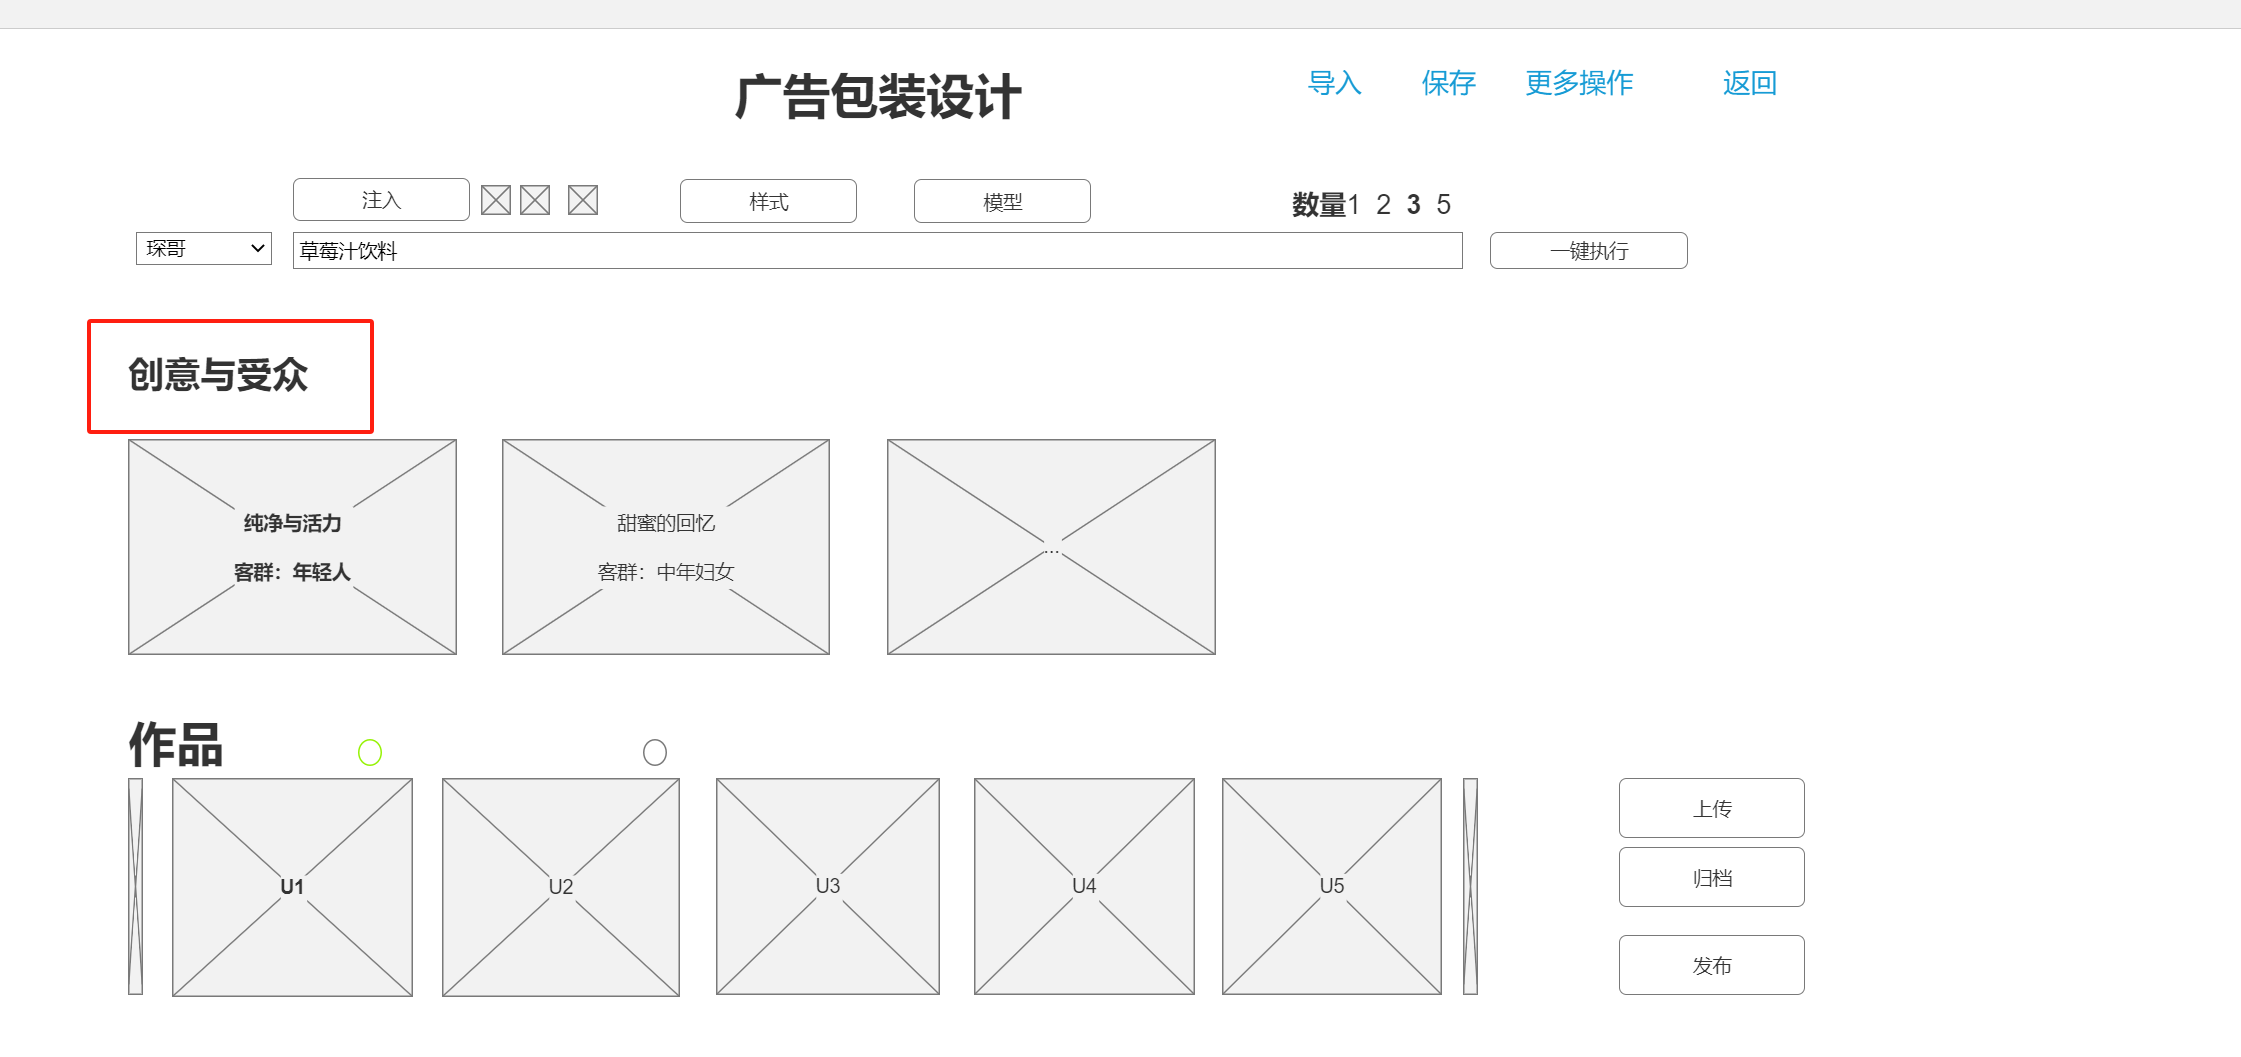 广告包装设计
导入 保存 更多操作 返回
注入 样式 模型 数量1 2 3 5
琛哥 草莓汁饮料 一键执行
创意与受众
纯净与活力
客群：年轻人
甜蜜的回忆
客群：中年妇女
...
作品
U1 U2 U3 U4 U5
上传
归档
发布